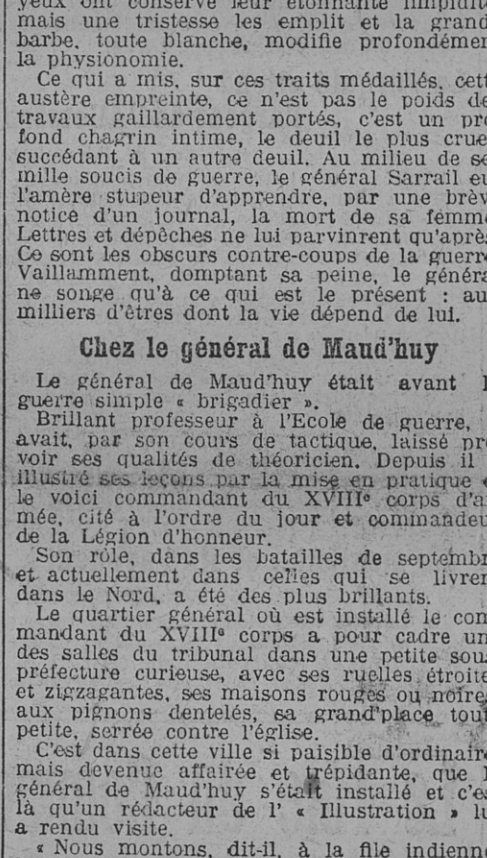 yeux ont conservé leur étonnante limpidité
mais une tristesse les emplit et la grand
barbe, toute blanche, modifie profondémen
la physionomie.
Ce qui a mis, sur ces traits médaillés, cett
austère empreinte, ce n'est pas le poids de
travaux gaillardement portés, c'est un pro
fond chagrin intime, le deuil le plus crue
succédant à un autre deuil. Au milieu de se
mille soucis de guerre, le général Sarrail eu
l'amère stupeur d'apprendre, par une brèv
notice d'un journal, la mort de sa femme
Lettres et dépêches ne lui parvinrent qu'aprè
Ce sont les obscurs contre-coups de la guerr
Vaillamment, domptant sa peine, le généra
ne songe qu'à ce qui est le présent : au
milliers d'êtres dont la vie dépend de lui.
Chez le général de Maud'huy
Le général de Maud'huy était avant l
guerre simple « brigadier ».
Brillant professeur à l'Ecole de guerre,
avait, par son cours de tactique, laissé pré
voir ses qualités de théoricien. Depuis il
illustré ses leçons par la mise en pratique e
le voici commandant du XVIIIe corps d'a
mée, cité à l'ordre du jour et commandeu
de la Légion d'honneur.
Son rôle, dans les batailles de septembr
et actuellement dans celles qui se livren
dans le Nord, a été des plus brillants.
Le quartier général où est installé le com
mandant du XVIIIe corps a pour cadre un
des salles du tribunal dans une petite sous
préfecture curieuse, avec ses ruelles étroite
et zigzagantes, ses maisons rouges ou noire
aux pignons dentelés, sa grand'place tout
petite, serrée contre l'église.
C'est dans cette ville si paisible d'ordinaire
mais devenue affairée et trépidante, que l
général de Maud'huy s'était installé et c'es
là qu'un rédacteur de l' « Illustration » lu
a rendu visite.
« Nous montons, dit-il, à la file indienne